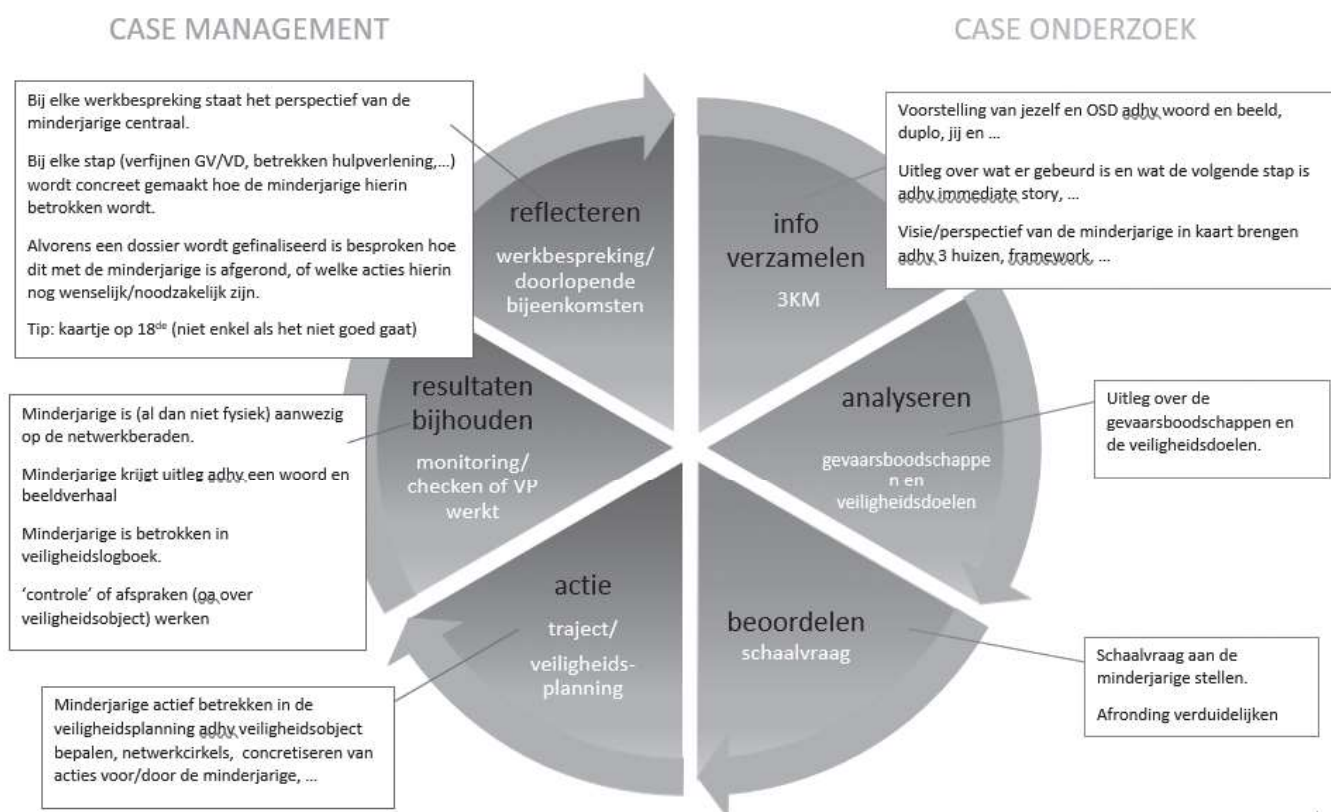 CASE MANAGEMENT
CASE ONDERZOEK
Bij elke werkbespreking staat het perspectief van de
minderjarige centraal.
Bij elke stap (verfijnen GV/VD, betrekken hulpverlening,…)
wordt concreet gemaakt hoe de minderjarige hierin
betrokken wordt.
Alvorens een dossier wordt gefinaliseerd is besproken hoe
dit met de minderjarige is afgerond, of welke acties hierin
nog wenselijk/noodzakelijk zijn.
Tip: kaartje op 18de (niet enkel als het niet goed gaat)
reflecteren
werkbespreking/
doorlopende
bijeenkomsten
info
verzamelen
3KM
Voorstelling van jezelf en OSD adhv woord en beeld,
duplo, jij en …
Uitleg over wat er gebeurd is en wat de volgende stap is
adhv immediate story, …
Visie/perspectief van de minderjarige in kaart brengen
adhv 3 huizen, framework, …
Minderjarige is (al dan niet fysiek) aanwezig
op de netwerkberaden.
Minderjarige krijgt uitleg adhv een woord en
beeldverhaal
Minderjarige is betrokken in
veiligheidslogboek.
‘controle’ of afspraken (oa over
veiligheidsobject) werken
resultaten
bijhouden
monitoring/
checken of VP
werkt
analyseren
gevaarsboodschappe
n en
veiligheidsdoelen
Uitleg over de
gevaarsboodschappen en
de veiligheidsdoelen.
actie
traject/
veiligheids-
planning
beoordelen
schaalvraag
Minderjarige actief betrekken in de
veiligheidsplanning adhv veiligheidsobject
bepalen, netwerkcirkels, concretiseren van
acties voor/door de minderjarige, …
Schaalvraag aan de
minderjarige stellen.
Afronding verduidelijken